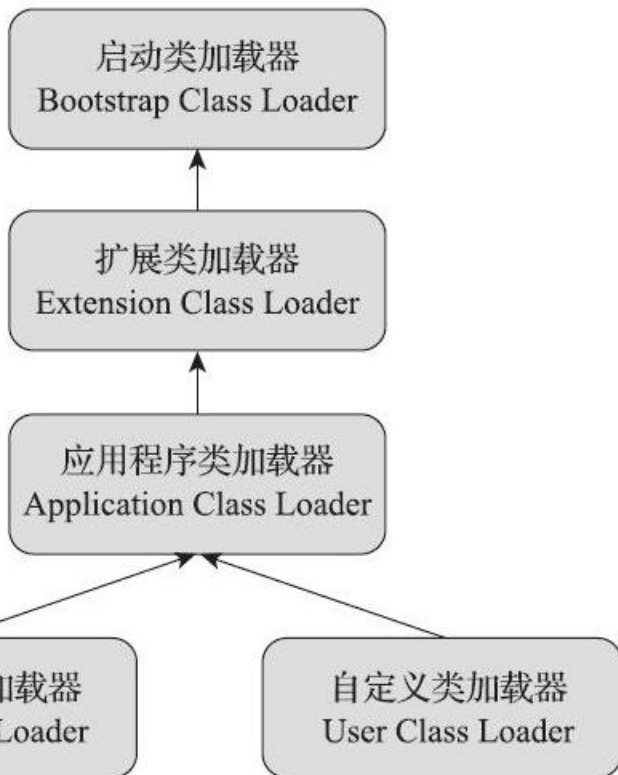 启动类加载器
Bootstrap Class Loader
扩展类加载器
Extension Class Loader
应用程序类加载器
Application Class Loader
加载器
Loader
自定义类加载器
User Class Loader